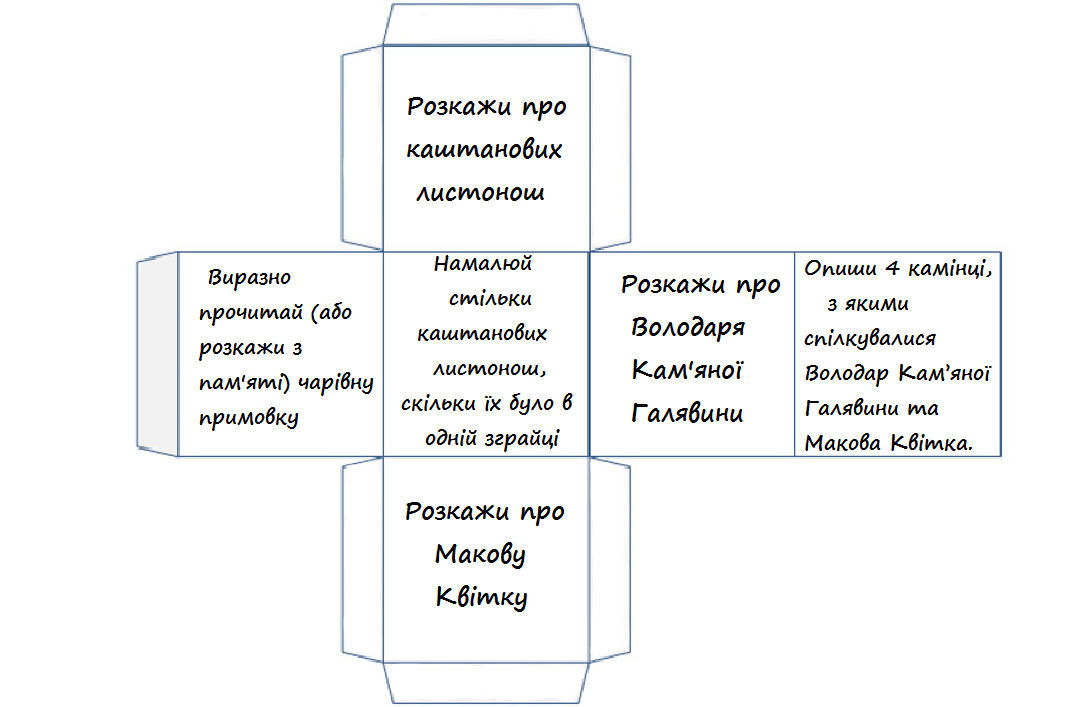 Розкажи про
каштанових
листонош
Виразно
прочитай (або
розкажи з
пам'яті) чарівну
примовку
Намалюй
стільки
каштанових
листонош,
скільки їх було в
одній зграйці
Розкажи про
Володаря
Кам'яної
Галявини
Опиши 4 камінці,
з якими
спілкувалися
Володар Кам’яної
Галявини та
Макова Квітка.
Розкажи про
Макову
Квітку